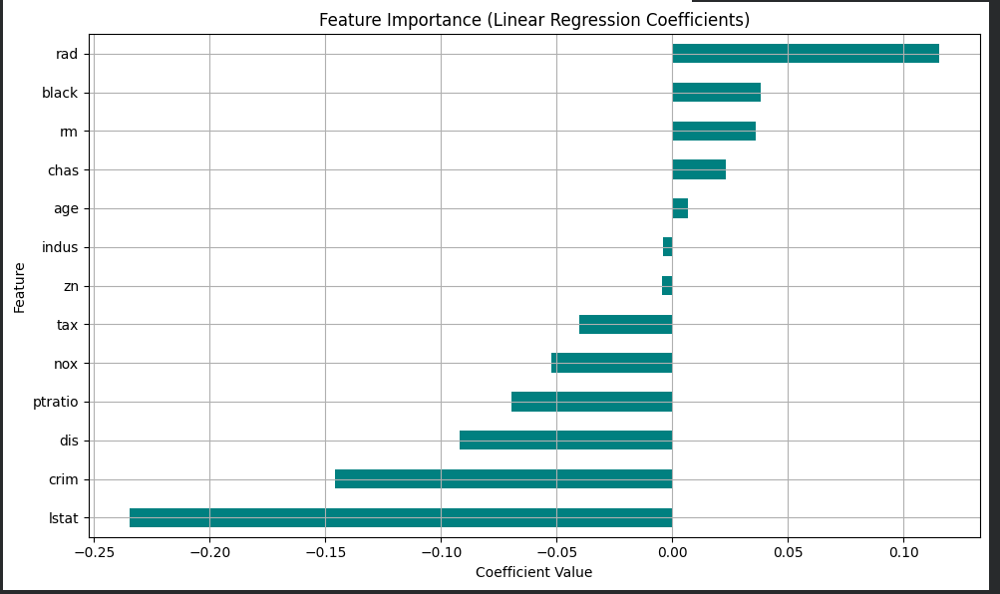 Feature Importance (Linear Regression Coefficients)
rad
black
rm
chas
age
indus
zn
tax
nox
ptratio
dis
crim
lstat
Feature
−0.25 −0.20 −0.15 −0.10 −0.05 0.00 0.05 0.10
Coefficient Value